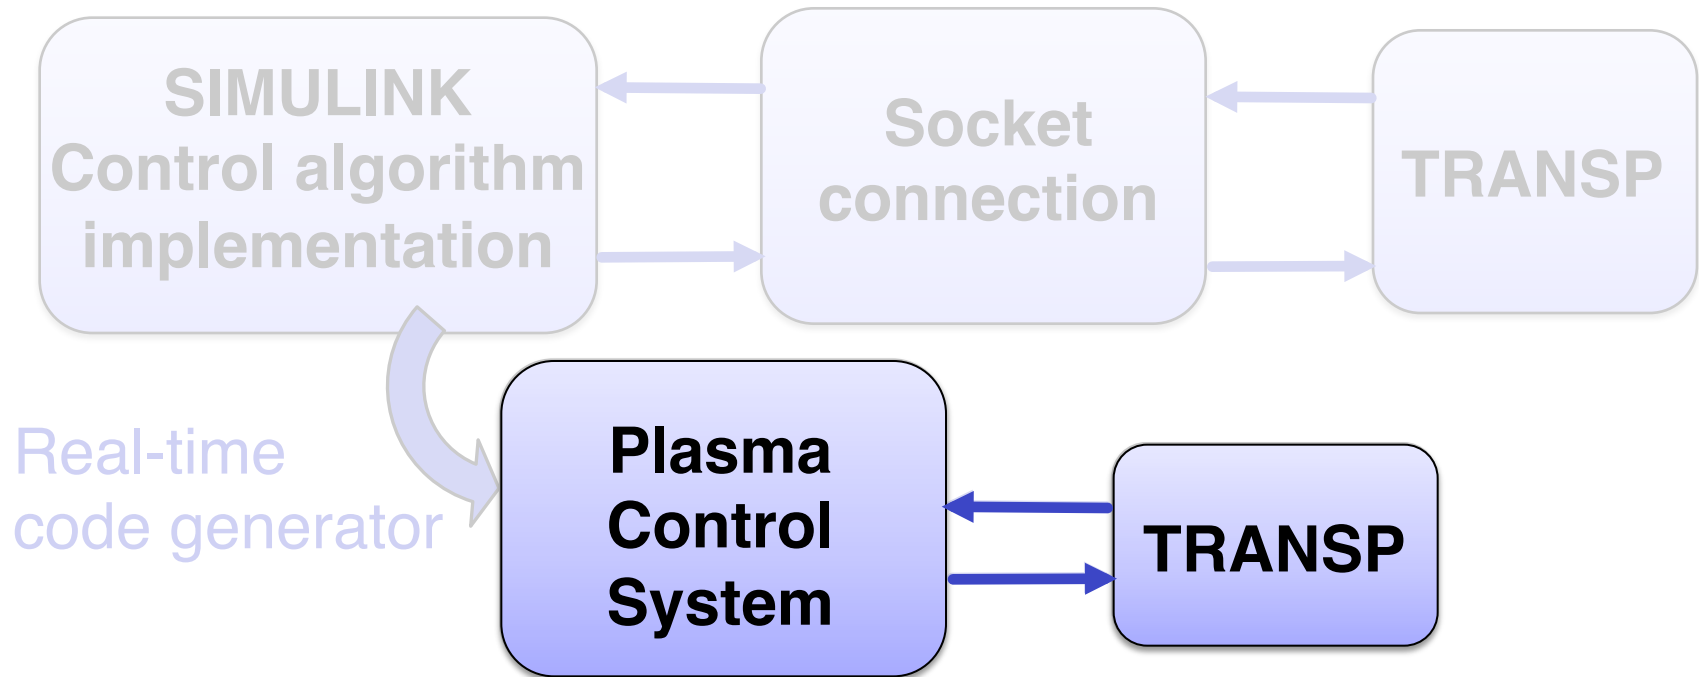 SIMULINK
Control algorithm
implementation
Socket
connection
TRANSP
Real-time
code generator
Plasma
Control
System
TRANSP